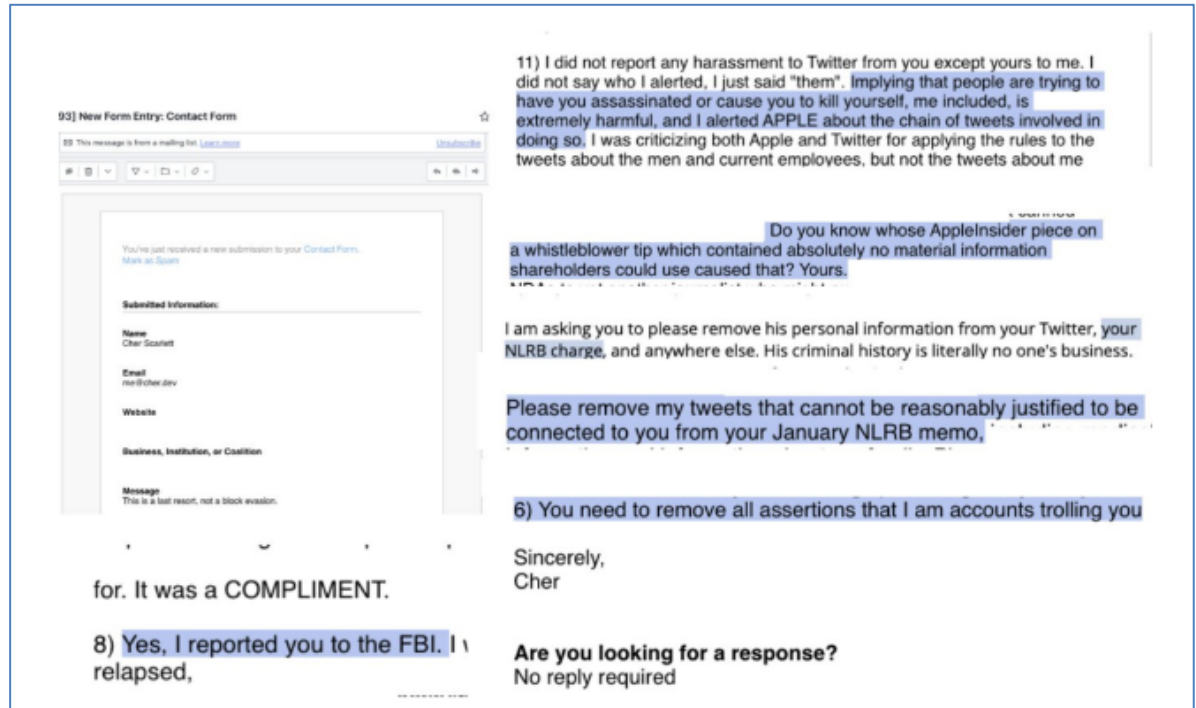 93] New Form Entry: Contact Form
This message is from a mailing list. Learn more
Unsubscribe
You've just received a new submission to your Contact Form.
Mark as Spam
Submitted Information:
Name
Cher Scarlett
Email
me@cher.dev
Website
Business, Institution, or Coalition
Message
This is a last resort, not a block evasion.
for. It was a COMPLIMENT.
8) Yes, I reported you to the FBI. I
relapsed,
11) I did not report any harassment to Twitter from you except yours to me. I
did not say who I alerted, I just said "them". Implying that people are trying to
have you assassinated or cause you to kill yourself, me included, is
extremely harmful, and I alerted APPLE about the chain of tweets involved in
doing so. I was criticizing both Apple and Twitter for applying the rules to the
tweets about the men and current employees, but not the tweets about me
Do you know whose AppleInsider piece on
a whistleblower tip which contained absolutely no material information
shareholders could use caused that? Yours.
I am asking you to please remove his personal information from your Twitter, your
NLRB charge, and anywhere else. His criminal history is literally no one's business.
Please remove my tweets that cannot be reasonably justified to be
connected to you from your January NLRB memo,
6) You need to remove all assertions that I am accounts trolling you
Sincerely,
Cher
Are you looking for a response?
No reply required